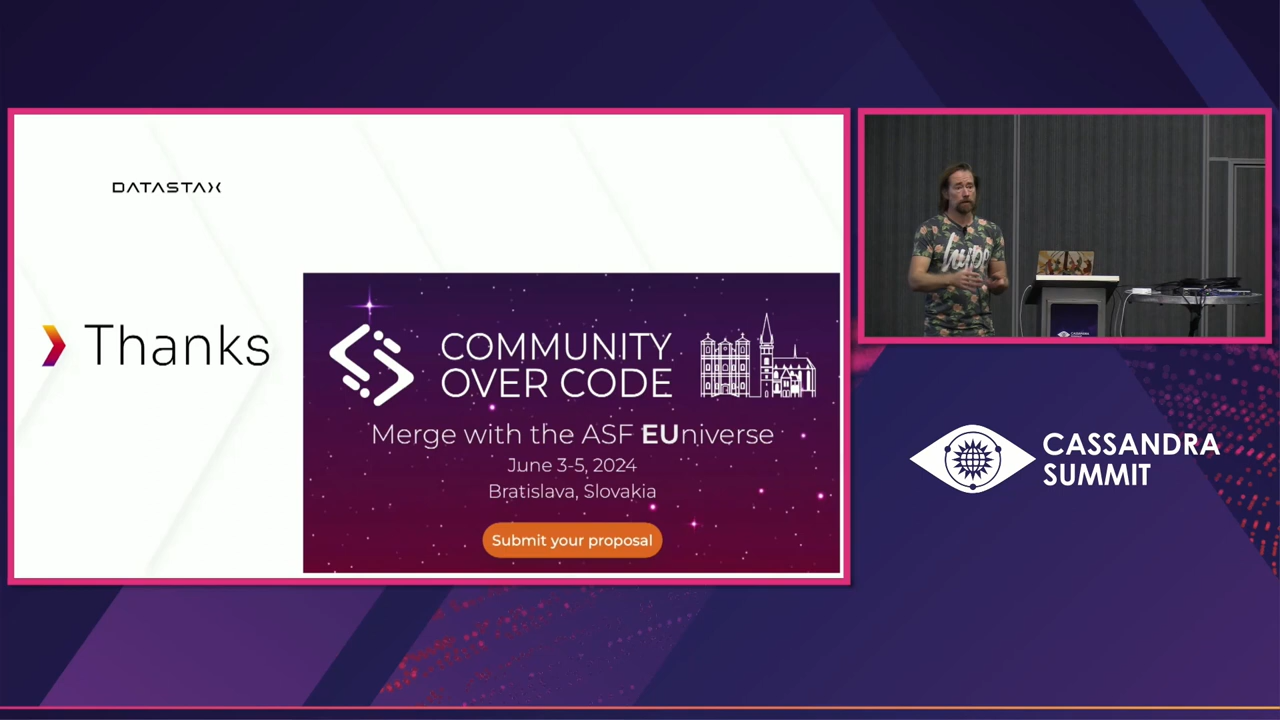 DATASTAX
Thanks
COMMUNITY
OVER CODE
Merge with the ASF EUniverse
June 3-5, 2024
Bratislava, Slovakia
Submit your proposal
hype
CASSANDRA
SUMMIT